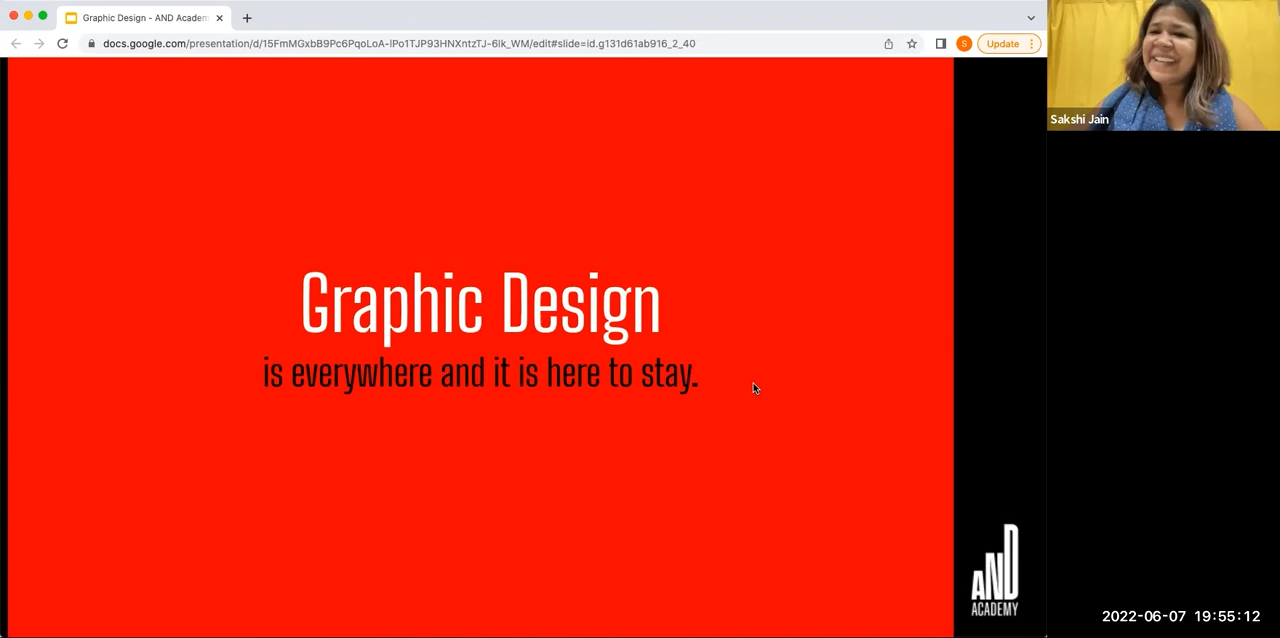 Graphic Design - AND Academ
docs.google.com/presentation/d/15FmMGxbB9Pc6PqoLoA-lPo1TJP93HNXntzTJ-6lk_WM/edit#slide=id.g131d61ab916_2_40
S
Update
Sakshi Jain
Graphic Design
is everywhere and it is here to stay.
AND
ACADEMY
2022-06-07 19:55:12